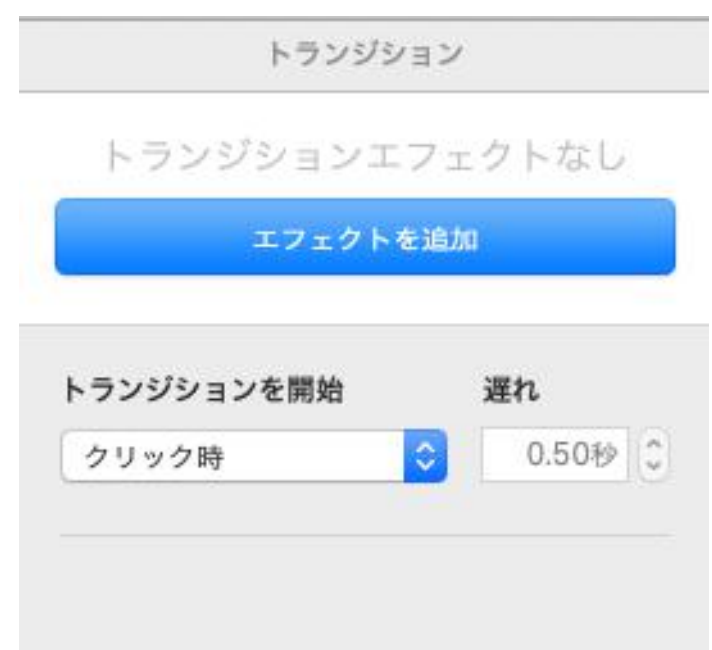 トランジション
トランジションエフェクトなし
エフェクトを追加
トランジションを開始 遅れ
クリック時 0.50秒